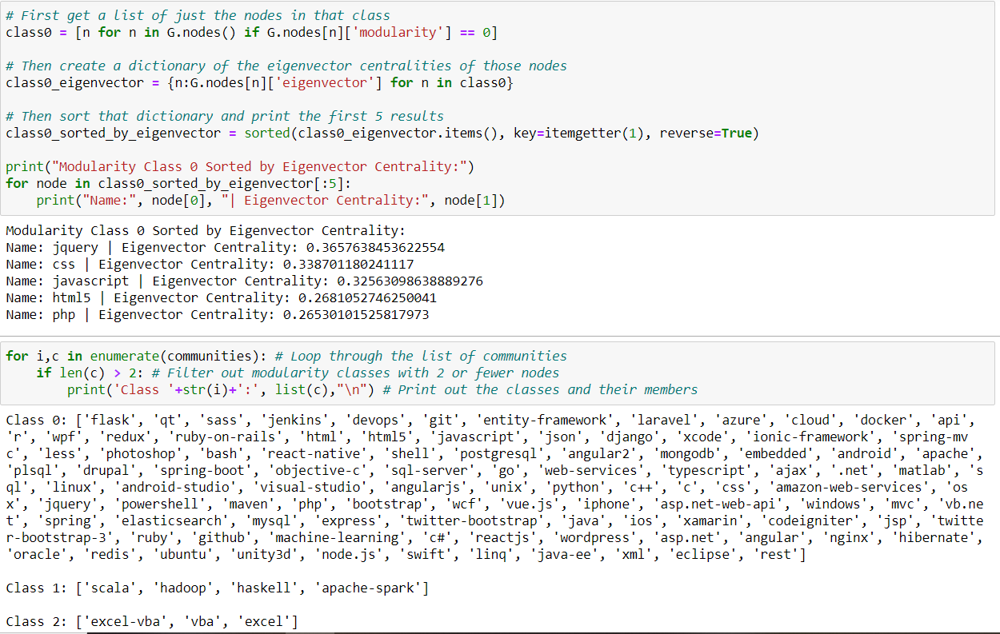 # First get a list of just the nodes in that class
class0 = [n for n in G.nodes() if G.nodes[n]['modularity'] == 0]
# Then create a dictionary of the eigenvector centralities of those nodes
class0_eigenvector = {n:G.nodes[n]['eigenvector'] for n in class0}
# Then sort that dictionary and print the first 5 results
class0_sorted_by_eigenvector = sorted(class0_eigenvector.items(), key=itemgetter(1), reverse=True)
print("Modularity Class 0 Sorted by Eigenvector Centrality:")
for node in class0_sorted_by_eigenvector[:5]:
    print("Name:", node[0], "| Eigenvector Centrality:", node[1])
Modularity Class 0 Sorted by Eigenvector Centrality:
Name: jquery | Eigenvector Centrality: 0.3657638453622554
Name: css | Eigenvector Centrality: 0.338701180241117
Name: javascript | Eigenvector Centrality: 0.32563098638889276
Name: html5 | Eigenvector Centrality: 0.2681052746250041
Name: php | Eigenvector Centrality: 0.26530101525817973
for i,c in enumerate(communities): # Loop through the list of communities
    if len(c) > 2: # Filter out modularity classes with 2 or fewer nodes
        print('Class '+str(i)+':', list(c),"\n") # Print out the classes and their members
Class 0: ['flask', 'qt', 'sass', 'jenkins', 'devops', 'git', 'entity-framework', 'laravel', 'azure', 'cloud', 'docker', 'api',
'r', 'wpf', 'redux', 'ruby-on-rails', 'html', 'html5', 'javascript', 'json', 'django', 'xcode', 'ionic-framework', 'spring-mv
c', 'less', 'photoshop', 'bash', 'react-native', 'shell', 'postgresql', 'angular2', 'mongodb', 'embedded', 'android', 'apache',
'plsql', 'drupal', 'spring-boot', 'objective-c', 'sql-server', 'go', 'web-services', 'typescript', 'ajax', '.net', 'matlab', 's
ql', 'linux', 'android-studio', 'visual-studio', 'angularjs', 'unix', 'python', 'c++', 'c', 'css', 'amazon-web-services', 'os
x', 'jquery', 'powershell', 'maven', 'php', 'bootstrap', 'wcf', 'vue.js', 'iphone', 'asp.net-web-api', 'windows', 'mvc', 'vb.ne
t', 'spring', 'elasticsearch', 'mysql', 'express', 'twitter-bootstrap', 'java', 'ios', 'xamarin', 'codeigniter', 'jsp', 'twitte
r-bootstrap-3', 'ruby', 'github', 'machine-learning', 'c#', 'reactjs', 'wordpress', 'asp.net', 'angular', 'nginx', 'hibernate',
'oracle', 'redis', 'ubuntu', 'unity3d', 'node.js', 'swift', 'linq', 'java-ee', 'xml', 'eclipse', 'rest']
Class 1: ['scala', 'hadoop', 'haskell', 'apache-spark']
Class 2: ['excel-vba', 'vba', 'excel']